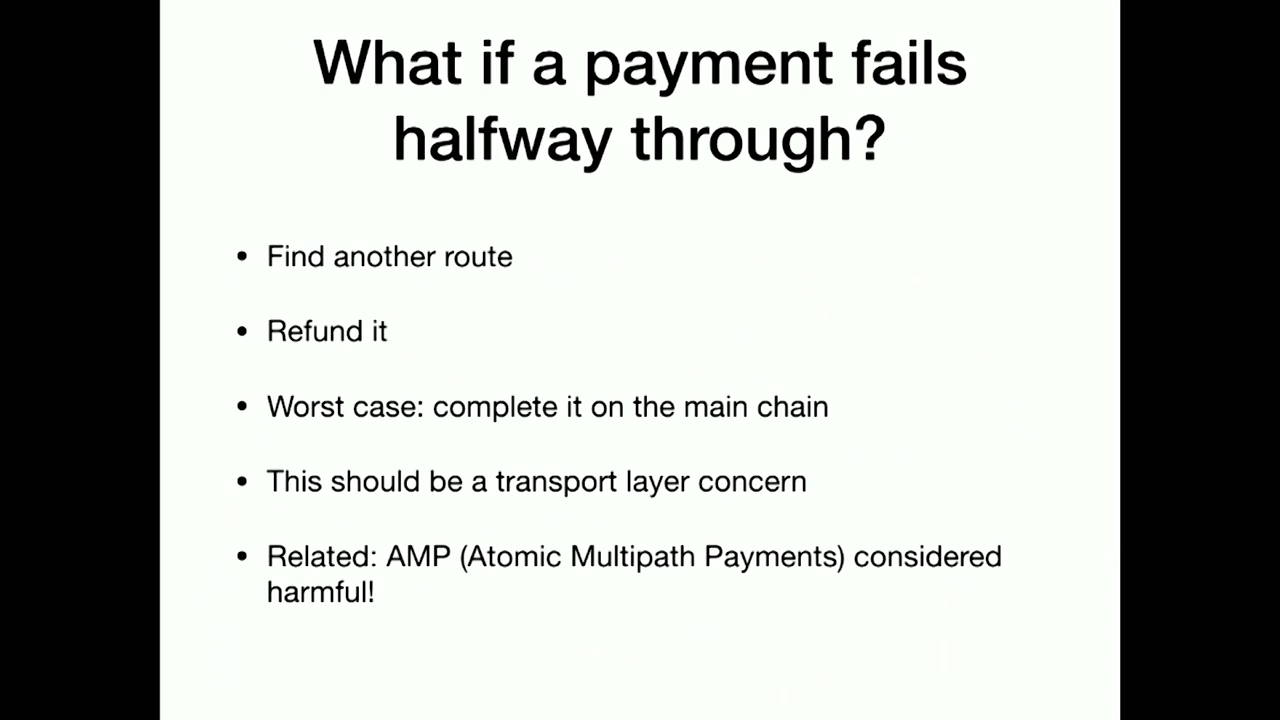 What if a payment fails
halfway through?
• Find another route
• Refund it
• Worst case: complete it on the main chain
• This should be a transport layer concern
• Related: AMP (Atomic Multipath Payments) considered
harmful!